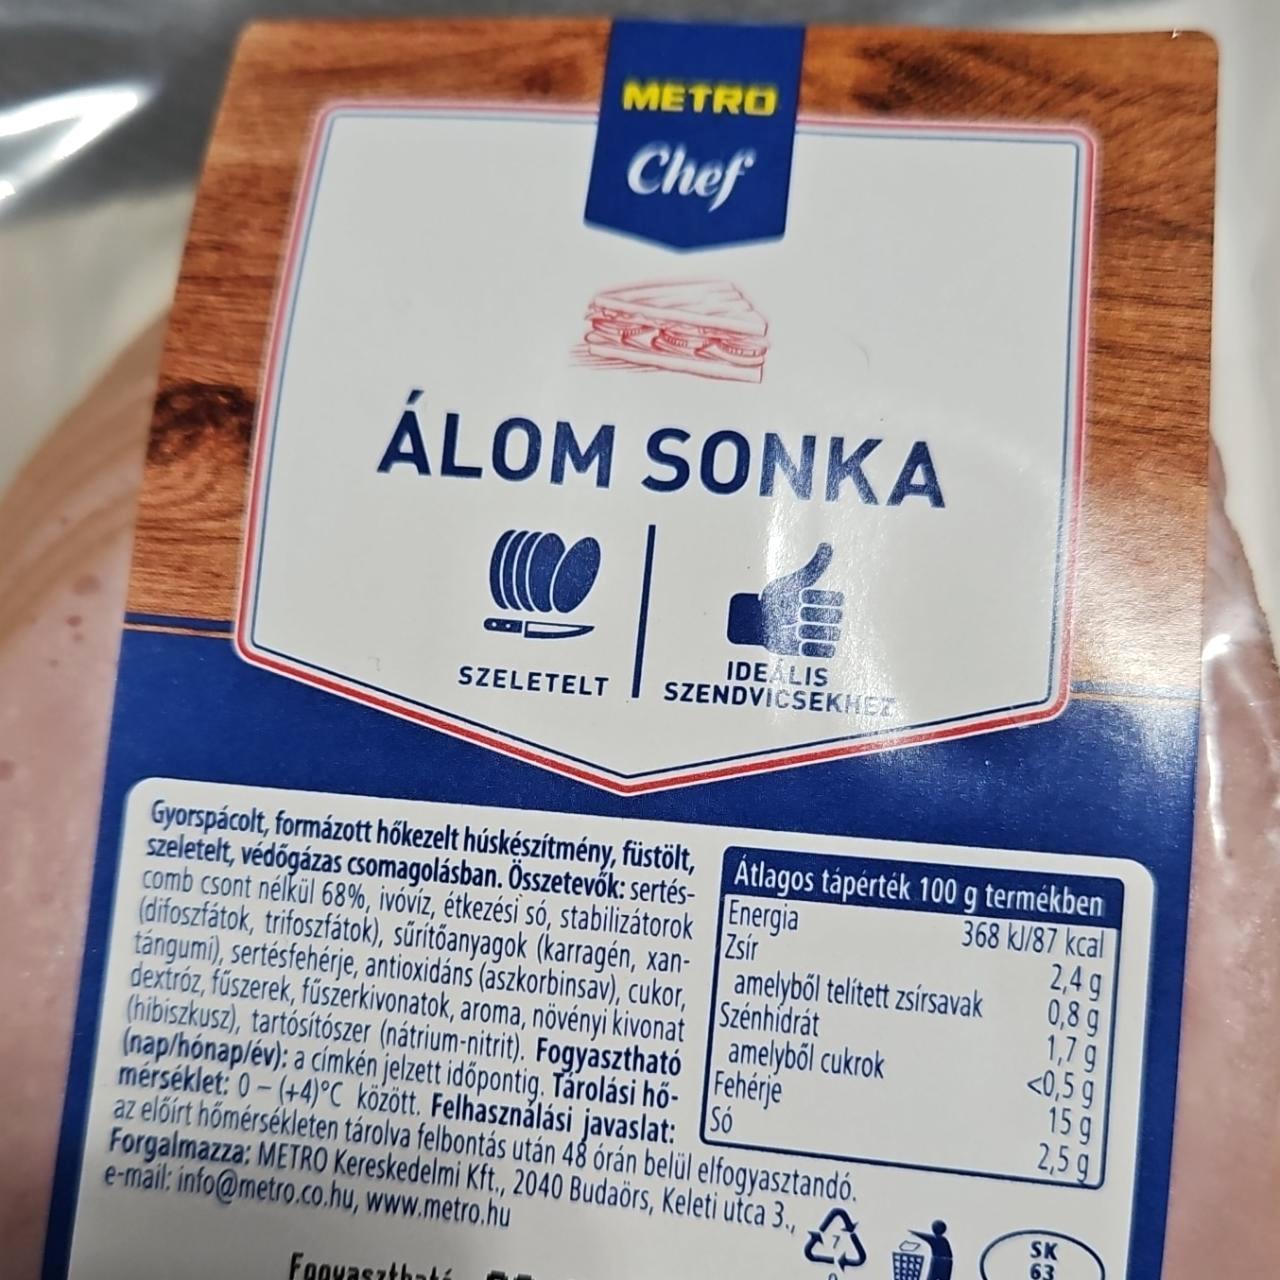 METRO
Chef
ÁLOM SONKA
SZELETELT
IDEÁLIS
SZENDVICSEKHEZ
Gyorspácolt, formázott hőkezelt húskészítmény, füstölt,
szeletelt, védőgázas csomagolásban. Összetevők: sertés-
comb csont nélkül 68%, ivóvíz, étkezési só, stabilizátorok
(difoszfátok, trifoszfátok), sűrítőanyagok (karragén, xan-
tángumi), sertésfehérje, antioxidáns (aszkorbinsav), cukor,
dextróz, fűszerek, fűszerkivonatok, aroma, növényi kivonat
(hibiszkusz), tartósítószer (nátrium-nitrit). Fogyasztható
(nap/hónap/év): a címkén jelzett időpontig. Tárolási hő-
mérséklet: 0 – (+4)°C között. Felhasználási javaslat:
az előírt hőmérsékleten tárolva felbontás után 48 órán belül elfogyasztandó.
Forgalmazza: METRO Kereskedelmi Kft., 2040 Budaörs, Keleti utca 3.,
e-mail: info@metro.co.hu, www.metro.hu
Átlagos tápérték 100 g termékben
Energia 368 kJ/87 kcal
Zsír 2,4 g
amelyből telített zsírsavak 0,8 g
Szénhidrát 1,7 g
amelyből cukrok <0,5 g
Fehérje 15 g
Só 2,5 g
7
SK
63
Fogyasztható